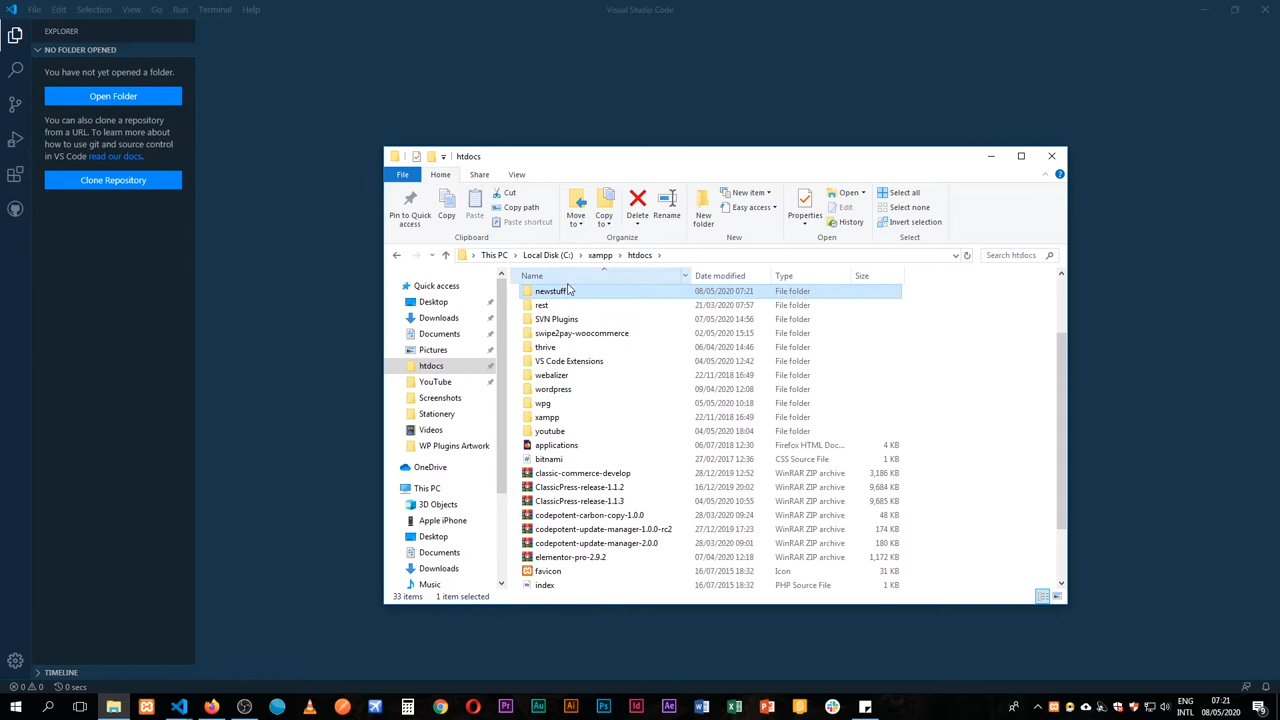 File Edit Selection View Go Run Terminal Help
Visual Studio Code
EXPLORER
NO FOLDER OPENED
You have not yet opened a folder.
Open Folder
You can also clone a repository
from a URL. To learn more about
how to use git and source control
in VS Code read our docs.
Clone Repository
TIMELINE
0 0 0 secs
htdocs
File Home Share View
Pin to Quick access
Copy
Paste
Cut
Copy path
Paste shortcut
Clipboard
Move to
Copy to
Delete
Rename
Organize
New folder
New item
Easy access
New
Properties
Open
Edit
History
Open
Select all
Select none
Invert selection
Select
This PC Local Disk (C:) xampp htdocs
Search htdocs
Quick access
Desktop
Downloads
Documents
Pictures
htdocs
YouTube
Screenshots
Stationery
Videos
WP Plugins Artwork
OneDrive
This PC
3D Objects
Apple iPhone
Desktop
Documents
Downloads
Music
Name Date modified Type Size
newstuff 08/05/2020 07:21 File folder
rest 21/03/2020 07:57 File folder
SVN Plugins 07/05/2020 14:56 File folder
swipe2pay-woocommerce 02/05/2020 15:15 File folder
thrive 06/04/2020 14:46 File folder
VS Code Extensions 04/05/2020 12:42 File folder
webalizer 22/11/2018 16:49 File folder
wordpress 09/04/2020 12:08 File folder
wpg 05/05/2020 10:18 File folder
xampp 22/11/2018 16:49 File folder
youtube 04/05/2020 18:04 File folder
applications 06/07/2018 12:30 Firefox HTML Doc... 4 KB
bitnami 27/02/2017 12:36 CSS Source File 1 KB
classic-commerce-develop 28/12/2019 12:52 WinRAR ZIP archive 3,186 KB
ClassicPress-release-1.1.2 16/12/2019 20:02 WinRAR ZIP archive 9,684 KB
ClassicPress-release-1.1.3 04/05/2020 10:55 WinRAR ZIP archive 9,685 KB
codepotent-carbon-copy-1.0.0 28/03/2020 09:24 WinRAR ZIP archive 48 KB
codepotent-update-manager-1.0.0-rc2 27/12/2019 17:23 WinRAR ZIP archive 174 KB
codepotent-update-manager-2.0.0 28/03/2020 09:01 WinRAR ZIP archive 180 KB
elementor-pro-2.9.2 07/04/2020 12:18 WinRAR ZIP archive 1,172 KB
favicon 16/07/2015 18:32 Icon 31 KB
index 16/07/2015 18:32 PHP Source File 1 KB
33 items 1 item selected
Pr Au Ai Ps Id Ae
ENG
INTL
07:21
08/05/2020